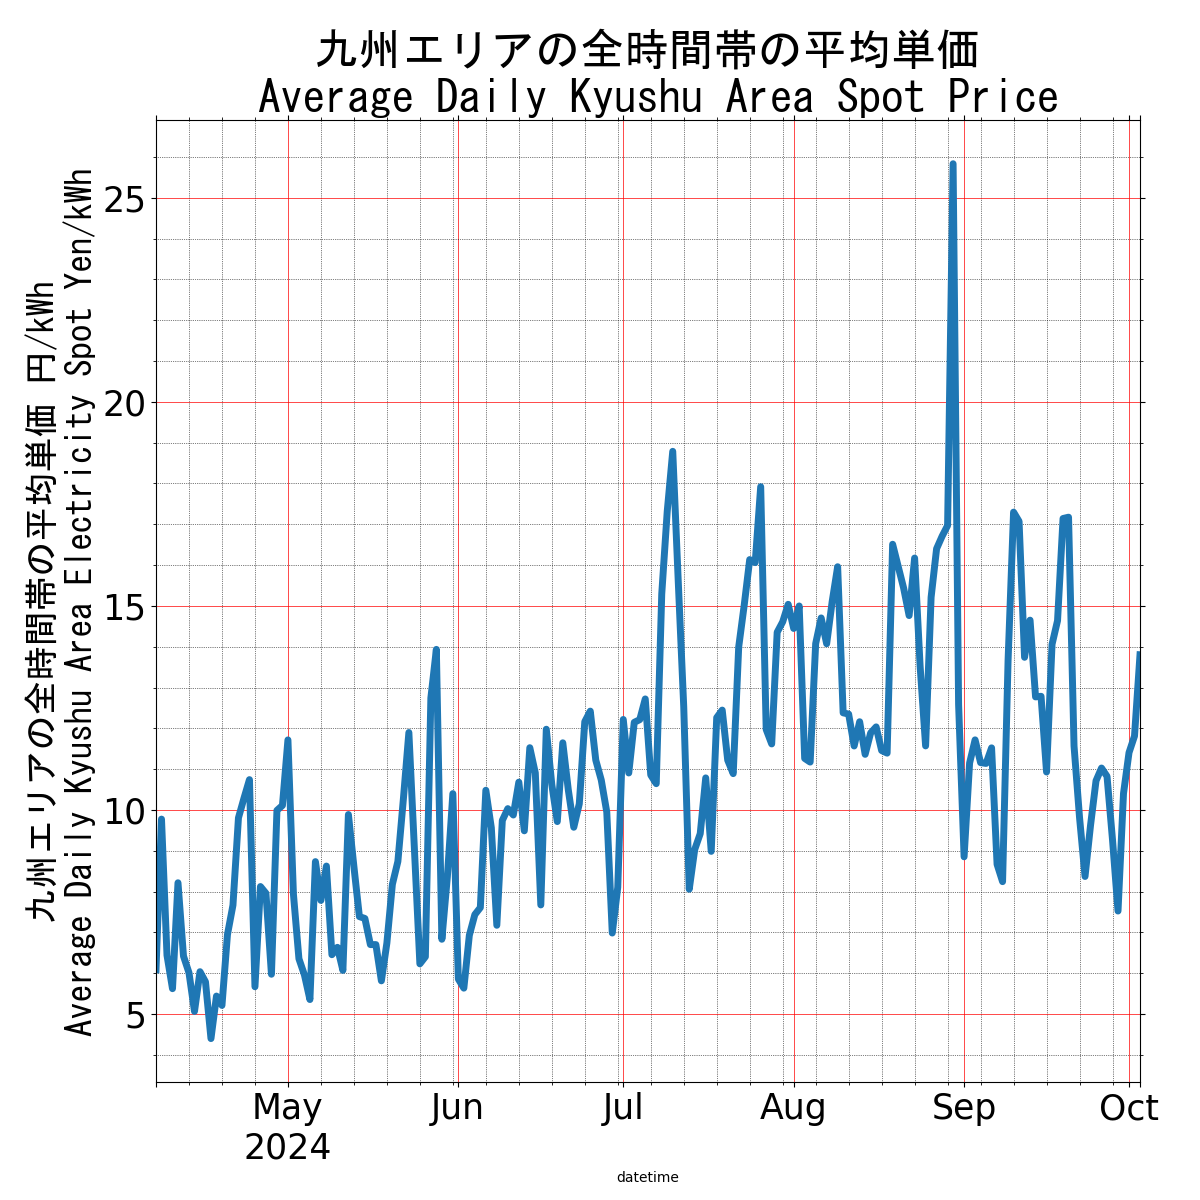 九州エリアの全時間帯の平均単価
Average Daily Kyushu Area Spot Price
九州エリアの全時間帯の平均単価 円/kWh
Average Daily Kyushu Area Electricity Spot Yen/kWh
25
20
15
10
5
May
2024
Jun
Jul
Aug
Sep
Oct
datetime